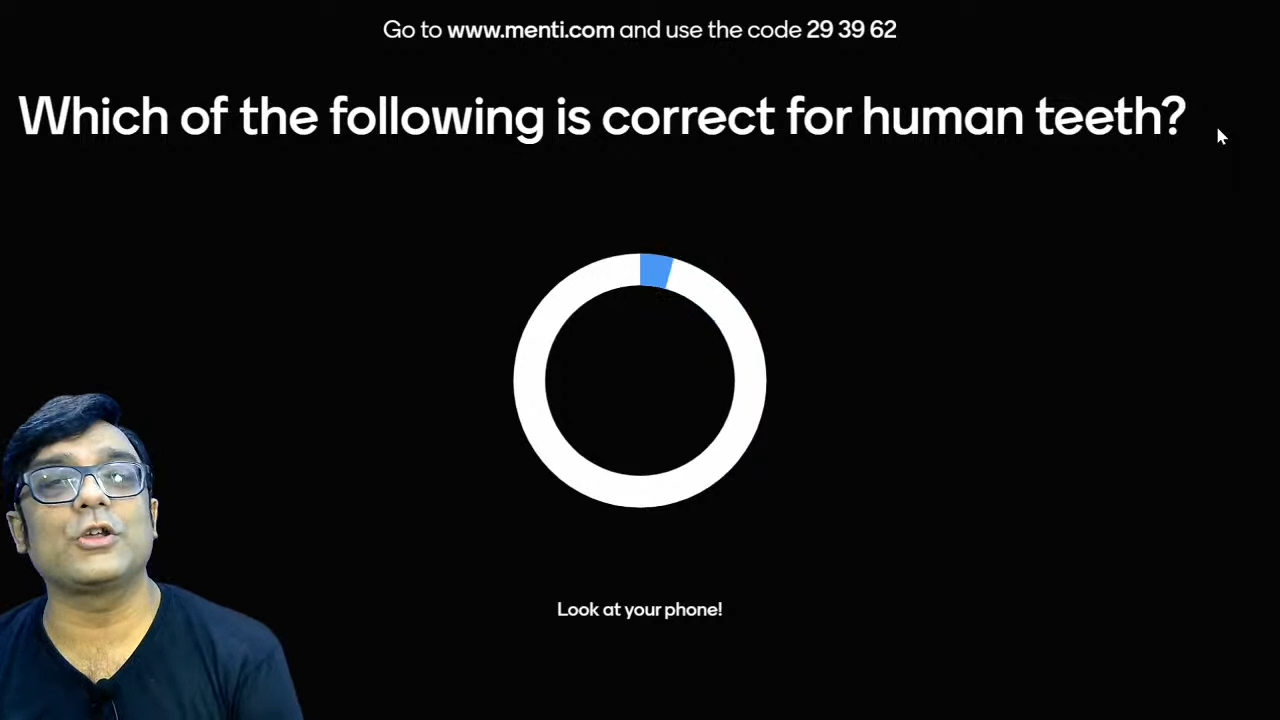 Go to www.menti.com and use the code 29 39 62
Which of the following is correct for human teeth?
Look at your phone!